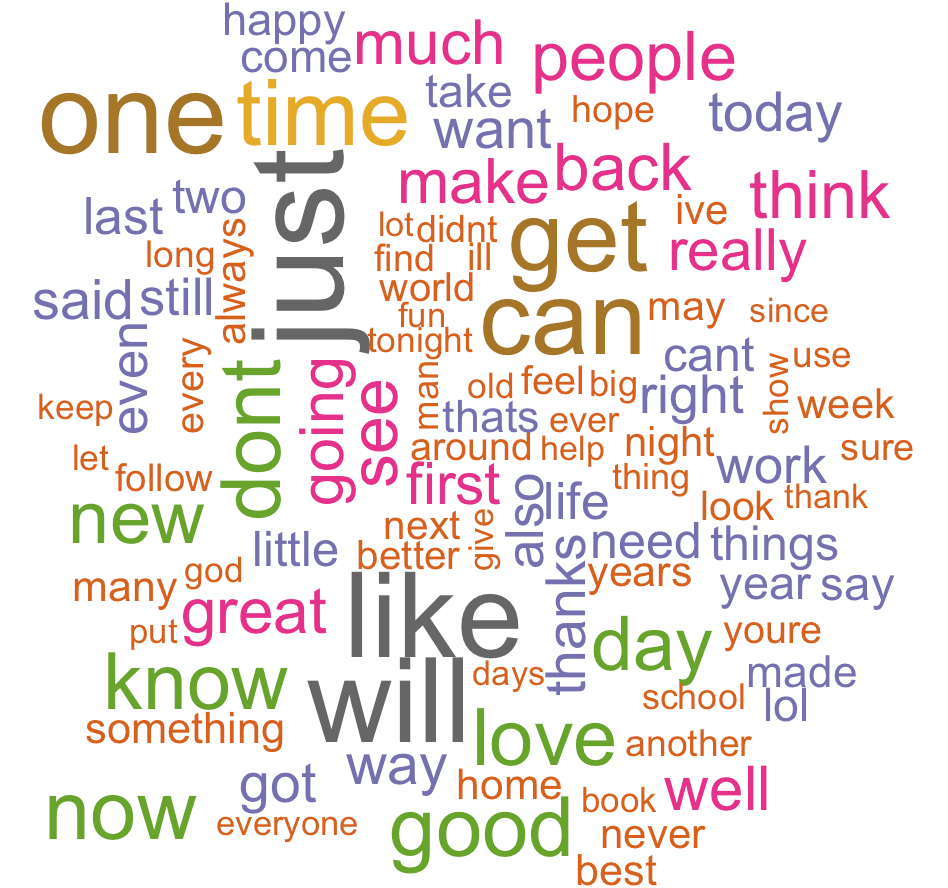 happy
come
much
people
one
time
take
want
hope
today
just
make
back
think
last
two
lot
didnt
get
ive
really
long
always
find
ill
said
still
world
can
may
since
fun
tonight
even
every
cant
show
use
keep
dont
going
see
man
old
feel
big
right
week
thats
ever
let
follow
around
help
night
work
sure
new
first
thing
also
life
look
thank
next
give
little
better
need
things
many
god
thanks
years
year
say
put
great
like
day
youre
know
will
days
made
school
lol
something
love
another
way
got
home
well
now
everyone
good
book
never
best